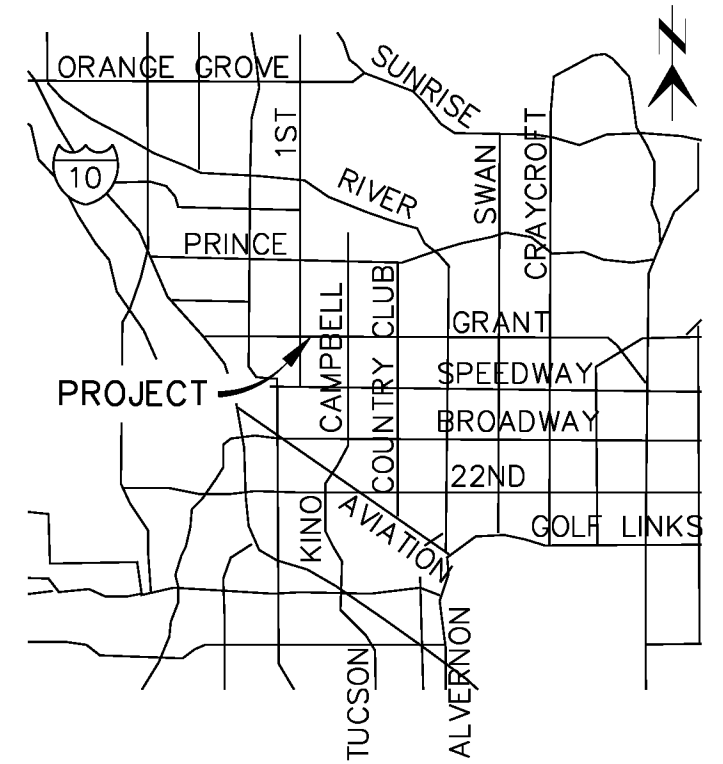 N
ORANGE GROVE
SUNRISE
1ST
10
SWAN
CRAYCROFT
RIVER
PRINCE
CAMPBELL
COUNTRY CLUB
GRANT
PROJECT
SPEEDWAY
BROADWAY
22ND
KINO
AVIATION
GOLF LINKS
TUCSON
ALVERNON